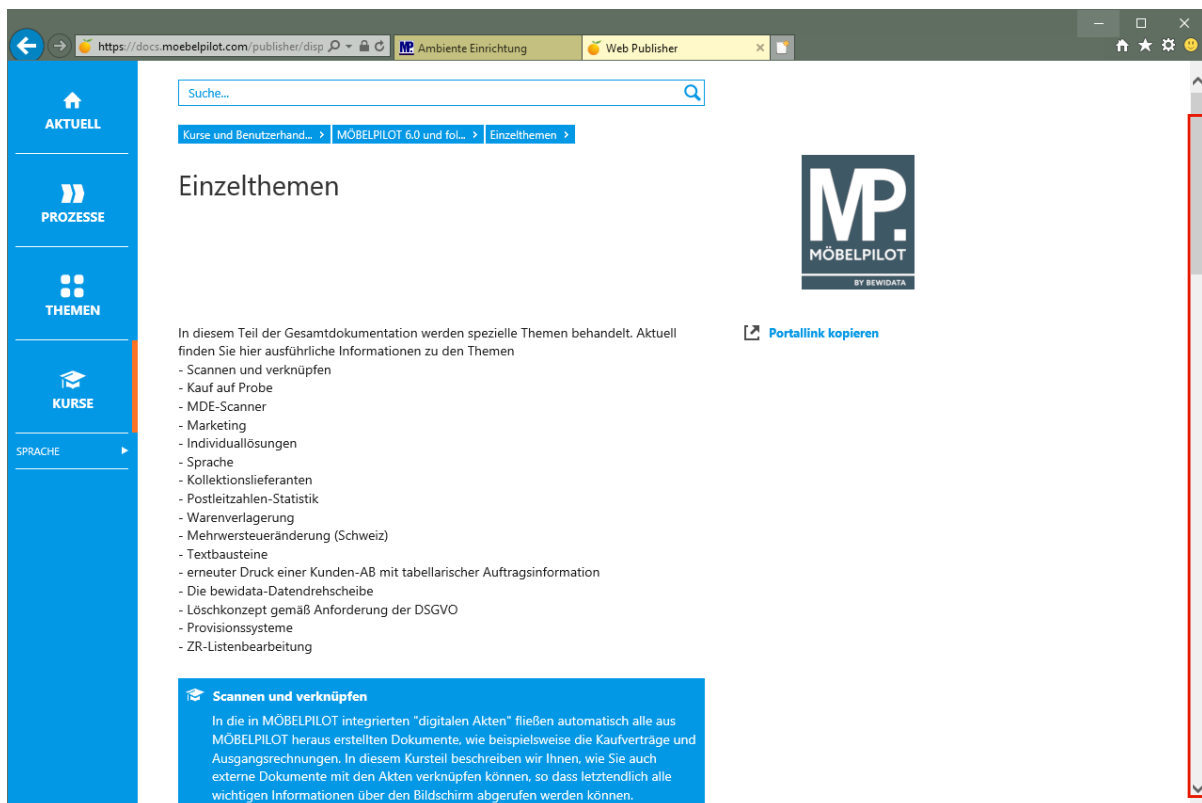 https://docs.moebelpilot.com/publisher/disp
MP Ambiente Einrichtung
Web Publisher
AKTUELL
PROZESSE
THEMEN
KURSE
SPRACHE
Suche...
Kurse und Benutzerhand... > MÖBELPILOT 6.0 und fol... > Einzelthemen >
Einzelthemen
MP.
MÖBELPILOT
BY BEWIDATA
In diesem Teil der Gesamtdokumentation werden spezielle Themen behandelt. Aktuell
finden Sie hier ausführliche Informationen zu den Themen
- Scannen und verknüpfen
- Kauf auf Probe
- MDE-Scanner
- Marketing
- Individuallösungen
- Sprache
- Kollektionslieferanten
- Postleitzahlen-Statistik
- Warenverlagerung
- Mehrwersteueränderung (Schweiz)
- Textbausteine
- erneuter Druck einer Kunden-AB mit tabellarischer Auftragsinformation
- Die bewidata-Datendrehscheibe
- Löschkonzept gemäß Anforderung der DSGVO
- Provisionssysteme
- ZR-Listenbearbeitung
Portallink kopieren
Scannen und verknüpfen
In die in MÖBELPILOT integrierten "digitalen Akten" fließen automatisch alle aus
MÖBELPILOT heraus erstellten Dokumente, wie beispielsweise die Kaufverträge und
Ausgangsrechnungen. In diesem Kursteil beschreiben wir Ihnen, wie Sie auch
externe Dokumente mit den Akten verknüpfen können, so dass letztendlich alle
wichtigen Informationen über den Bildschirm abgerufen werden können.